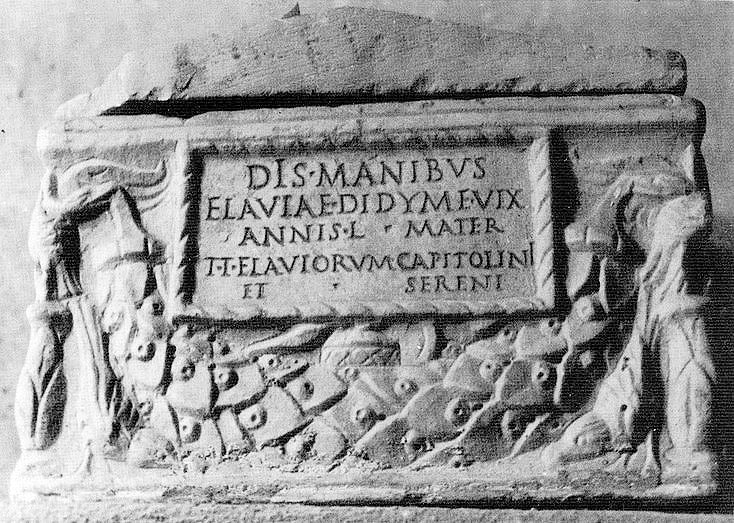 DIS·MANIBVS
FLAVIAE·DIDYME·VIX
ANNIS·L · MATER
T·T·FLAVIORVM CAPITOLINI
ET · SERENI